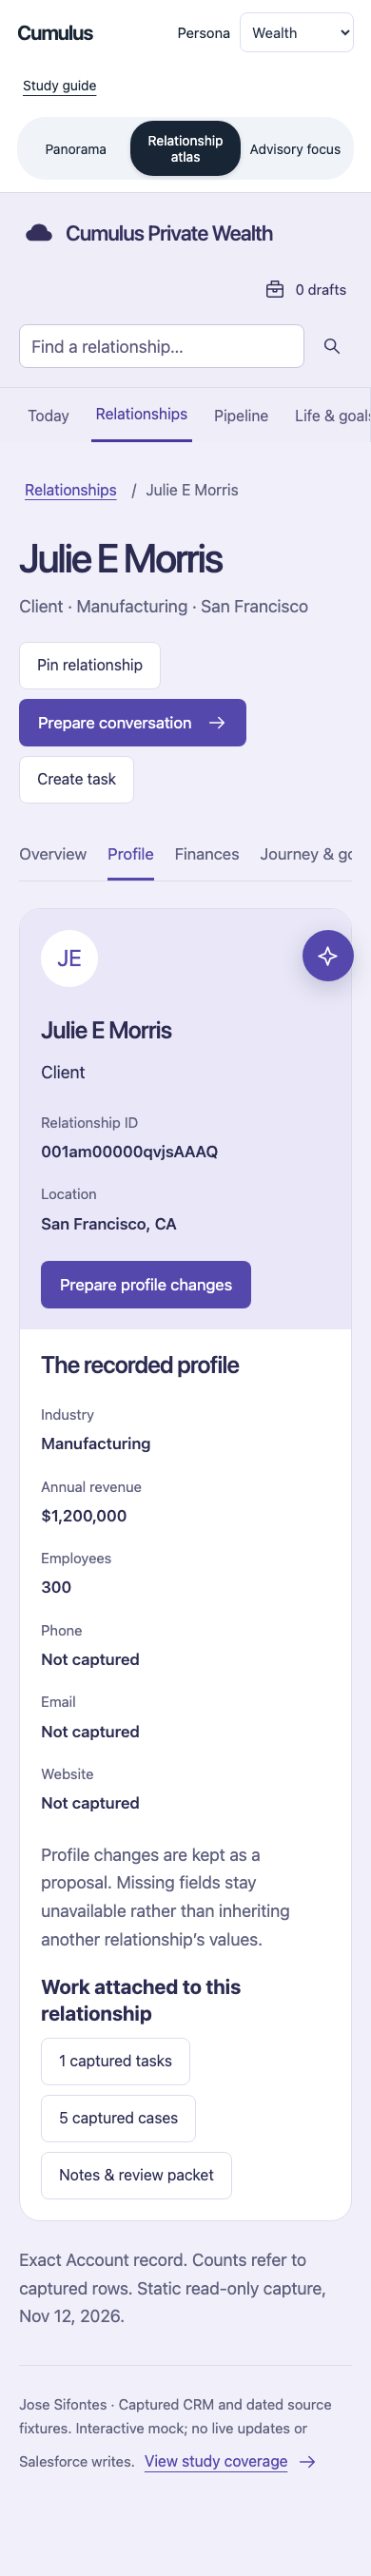 Cumulus
Persona
Wealth
Study guide
Panorama
Relationship
atlas
Advisory focus
Cumulus Private Wealth
0 drafts
Find a relationship...
Today
Relationships
Pipeline
Life & goals
Relationships / Julie E Morris
Julie E Morris
Client · Manufacturing · San Francisco
Pin relationship
Prepare conversation
Create task
Overview
Profile
Finances
Journey & go
JE
Julie E Morris
Client
Relationship ID
001am00000qvjsAAAQ
Location
San Francisco, CA
Prepare profile changes
The recorded profile
Industry
Manufacturing
Annual revenue
$1,200,000
Employees
300
Phone
Not captured
Email
Not captured
Website
Not captured
Profile changes are kept as a
proposal. Missing fields stay
unavailable rather than inheriting
another relationship’s values.
Work attached to this
relationship
1 captured tasks
5 captured cases
Notes & review packet
Exact Account record. Counts refer to
captured rows. Static read-only capture,
Nov 12, 2026.
Jose Sifontes · Captured CRM and dated source
fixtures. Interactive mock; no live updates or
Salesforce writes. View study coverage